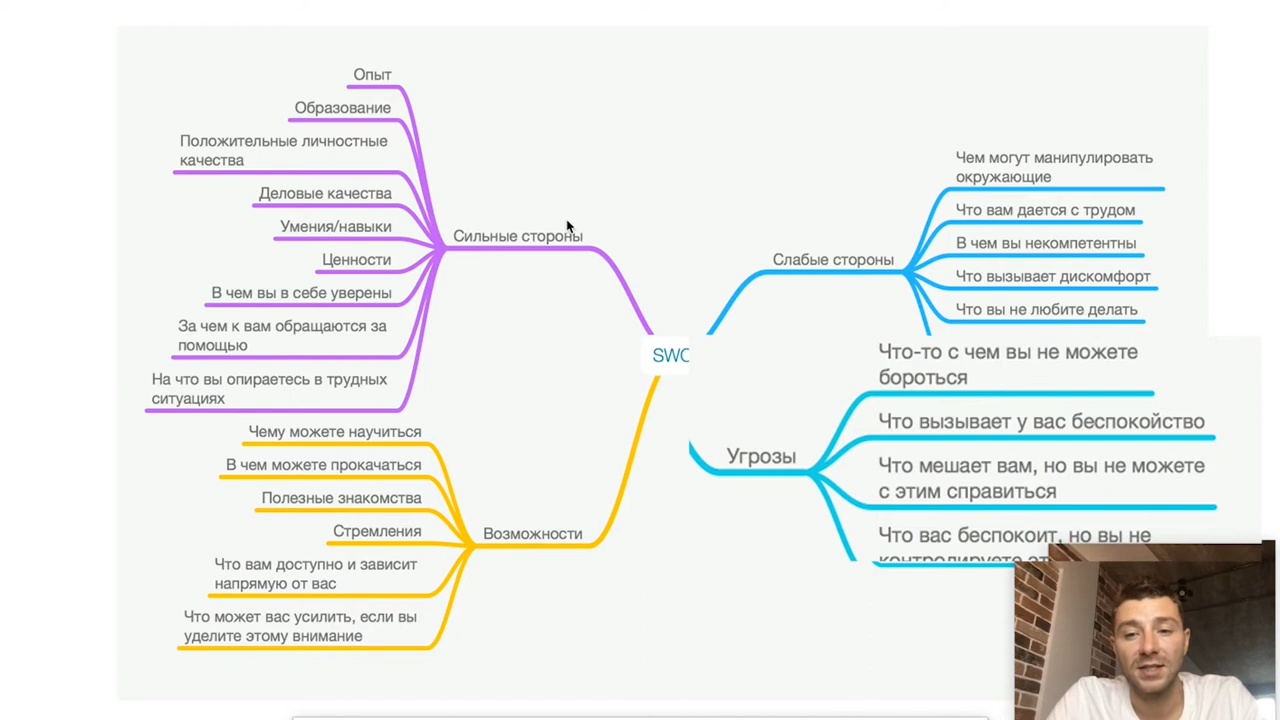 Опыт
Образование
Положительные личностные
качества
Деловые качества
Умения/навыки
Ценности
В чем вы в себе уверены
За чем к вам обращаются за
помощью
На что вы опираетесь в трудных
ситуациях
Сильные стороны
Чему можете научиться
В чем можете прокачаться
Полезные знакомства
Стремления
Что вам доступно и зависит
напрямую от вас
Что может вас усилить, если вы
уделите этому внимание
Возможности
SWO
Слабые стороны
Чем могут манипулировать
окружающие
Что вам дается с трудом
В чем вы некомпетентны
Что вызывает дискомфорт
Что вы не любите делать
Угрозы
Что-то с чем вы не можете
бороться
Что вызывает у вас беспокойство
Что мешает вам, но вы не можете
с этим справиться
Что вас беспокоит, но вы не
контролируете